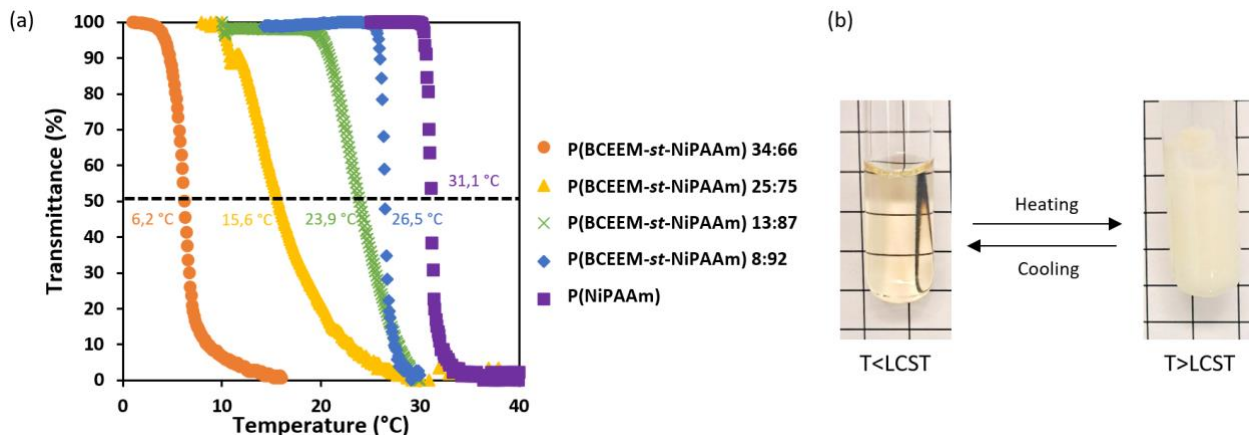 (a)
100
90
80
70
60
50
40
30
20
10
0
Transmittance (%)
0 10 20 30 40
Temperature (°C)
6,2 °C
15,6 °C
23,9 °C
26,5 °C
31,1 °C
P(BCEEM-st-NiPAAm) 34:66
P(BCEEM-st-NiPAAm) 25:75
P(BCEEM-st-NiPAAm) 13:87
P(BCEEM-st-NiPAAm) 8:92
P(NiPAAm)
(b)
Heating
Cooling
T<LCST
T>LCST